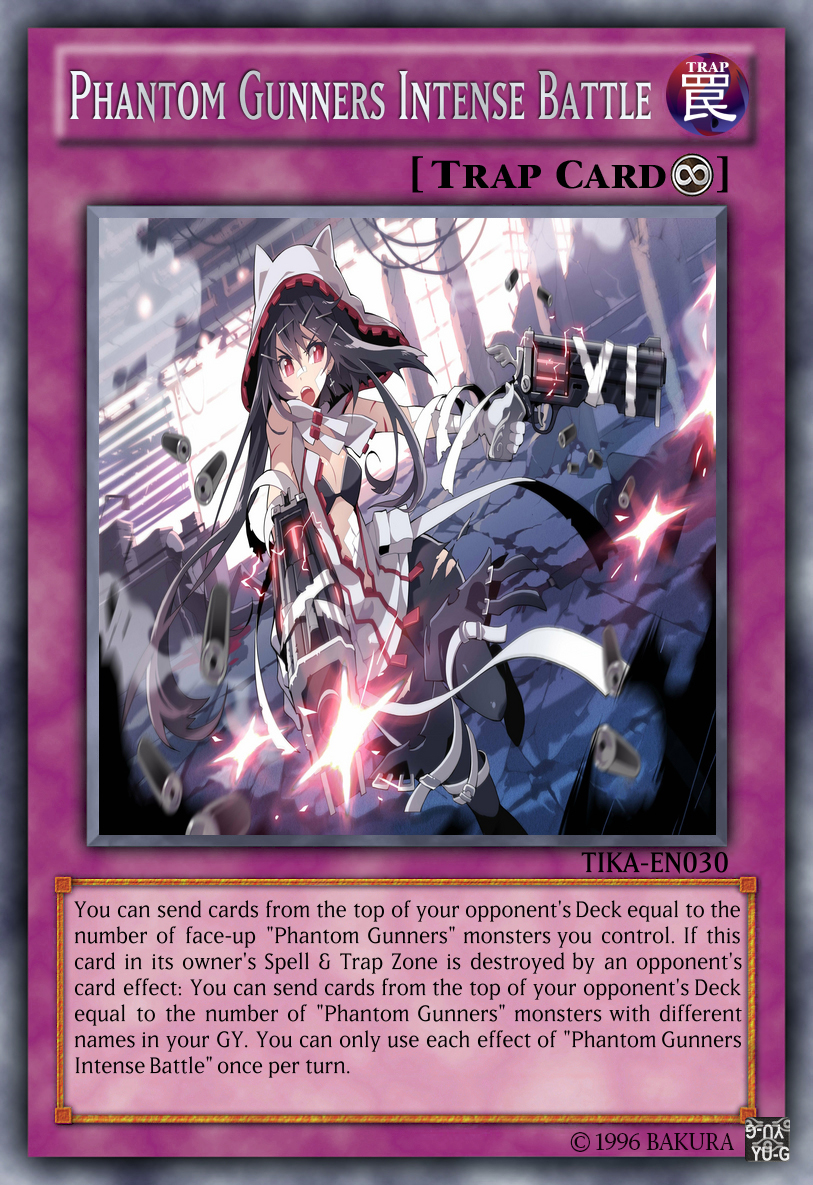 PHANTOM GUNNERS INTENSE BATTLE
TRAP
罠
[TRAP CARD∞]
TIKA-EN030
You can send cards from the top of your opponent's Deck equal to the
number of face-up "Phantom Gunners" monsters you control. If this
card in its owner's Spell & Trap Zone is destroyed by an opponent's
card effect: You can send cards from the top of your opponent's Deck
equal to the number of "Phantom Gunners" monsters with different
names in your GY. You can only use each effect of "Phantom Gunners
Intense Battle" once per turn.
© 1996 BAKURA
YU-G
YU-G